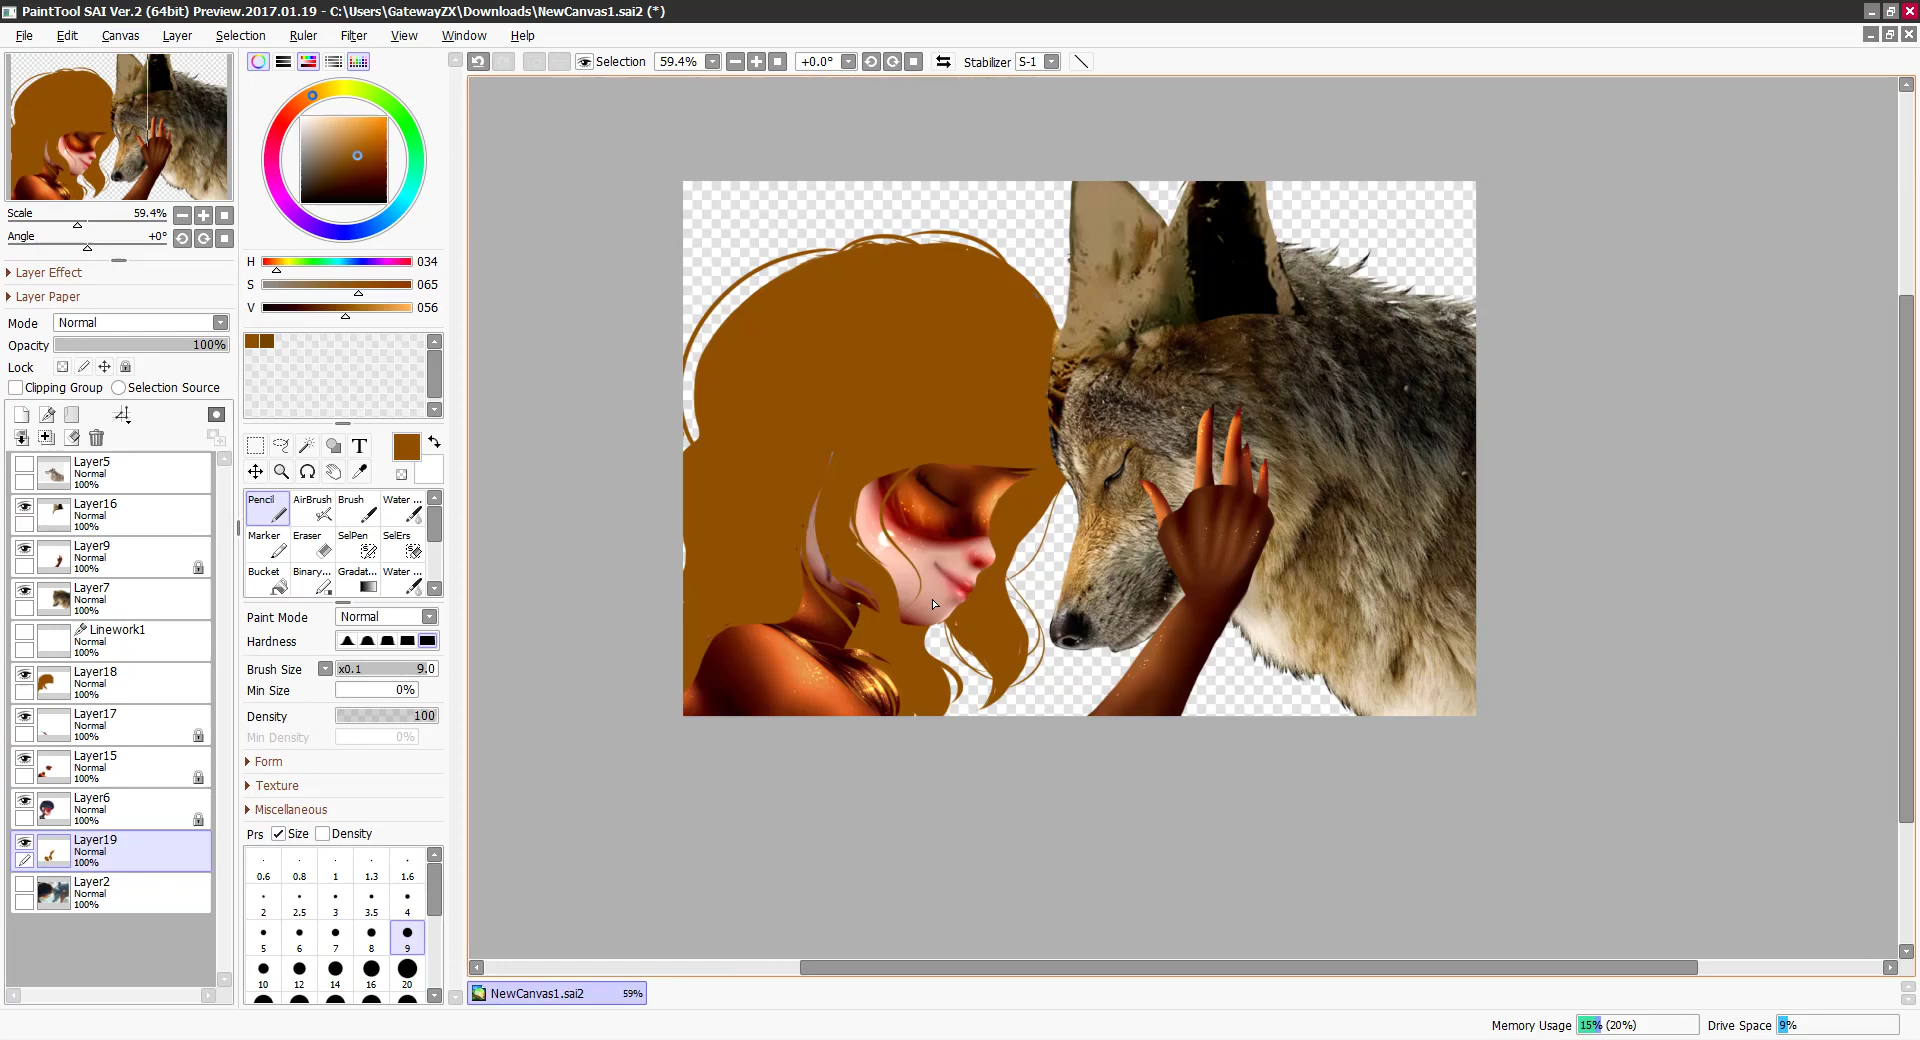 PaintTool SAI Ver.2 (64bit) Preview.2017.01.19 - C:\Users\GatewayZX\Downloads\NewCanvas1.sai2 (*)
File Edit Canvas Layer Selection Ruler Filter View Window Help
Selection 59.4% +0.0° Stabilizer S-1
Scale 59.4%
Angle +0°
Layer Effect
Layer Paper
Mode Normal
Opacity 100%
Lock
Clipping Group Selection Source
Layer5
Normal
100%
Layer16
Normal
100%
Layer9
Normal
100%
Layer7
Normal
100%
Linework1
Normal
100%
Layer18
Normal
100%
Layer17
Normal
100%
Layer15
Normal
100%
Layer6
Normal
100%
Layer19
Normal
100%
Layer2
Normal
100%
H 034
S 065
V 056
T
Pencil AirBrush Brush Water ...
Marker Eraser SelPen SelErs
Bucket Binary... Gradat... Water ...
Paint Mode Normal
Hardness
Brush Size x0.1 9.0
Min Size 0%
Density 100
Min Density 0%
Form
Texture
Miscellaneous
Prs Size Density
0.6 0.8 1 1.3 1.6
2 2.5 3 3.5 4
5 6 7 8 9
10 12 14 16 20
NewCanvas1.sai2 59%
Memory Usage 15% (20%) Drive Space 9%